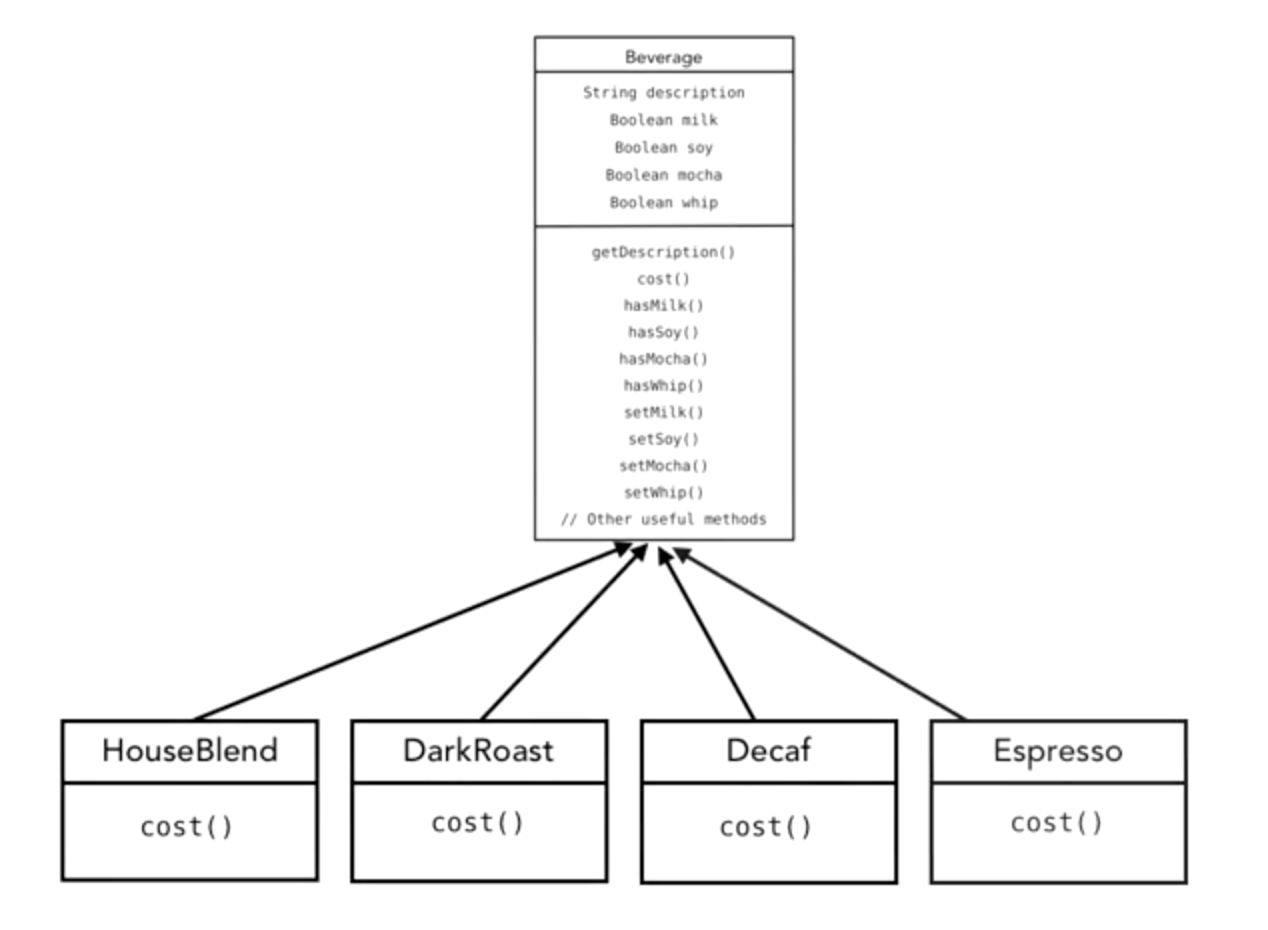 Beverage
String description
Boolean milk
Boolean soy
Boolean mocha
Boolean whip
getDescription()
cost()
hasMilk()
hasSoy()
hasMocha()
hasWhip()
setMilk()
setSoy()
setMocha()
setWhip()
// Other useful methods
HouseBlend
cost()
DarkRoast
cost()
Decaf
cost()
Espresso
cost()